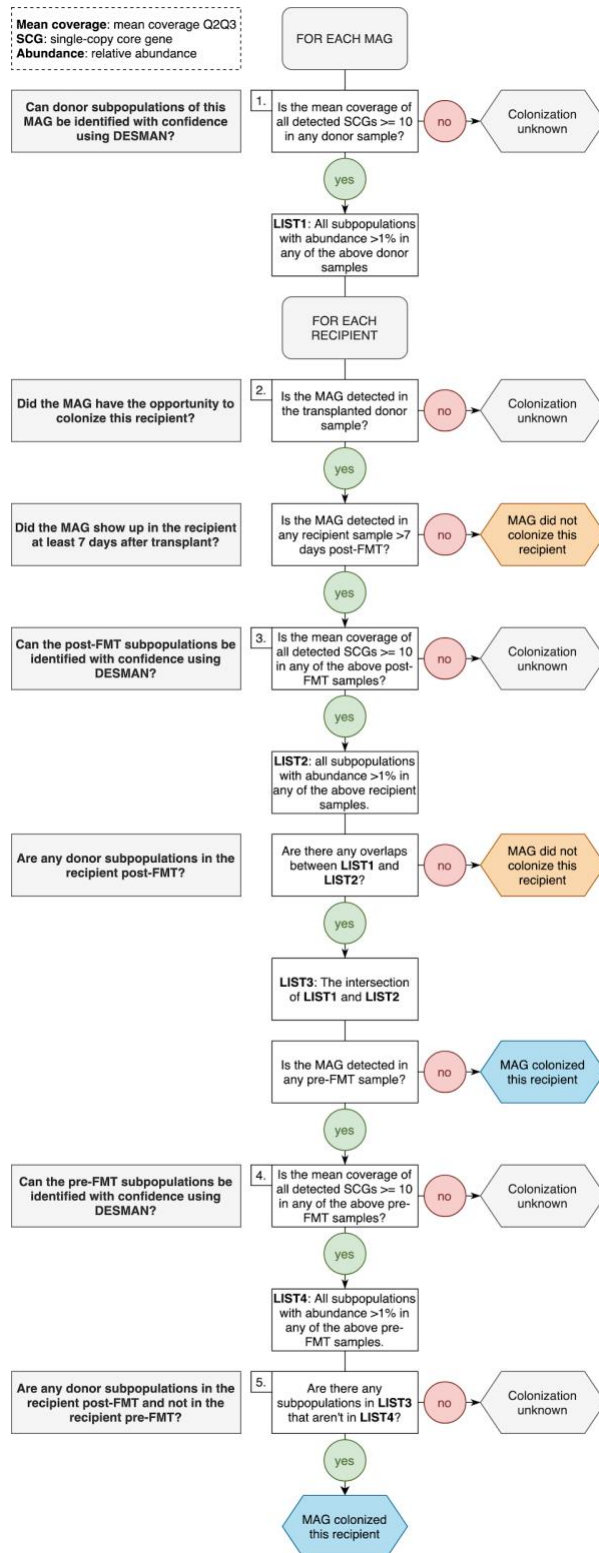 Mean coverage: mean coverage Q2Q3
SCG: single-copy core gene
Abundance: relative abundance
FOR EACH MAG
Can donor subpopulations of this
MAG be identified with confidence
using DESMAN?
1.
Is the mean coverage of
all detected SCGs >= 10
in any donor sample?
no
Colonization
unknown
yes
LIST1: All subpopulations
with abundance >1% in
any of the above donor
samples
FOR EACH
RECIPIENT
Did the MAG have the opportunity to
colonize this recipient?
2.
Is the MAG detected in
the transplanted donor
sample?
no
Colonization
unknown
yes
Did the MAG show up in the recipient
at least 7 days after transplant?
Is the MAG detected in
any recipient sample >7
days post-FMT?
no
MAG did not
colonize this
recipient
yes
Can the post-FMT subpopulations be
identified with confidence using
DESMAN?
3.
Is the mean coverage of
all detected SCGs >= 10
in any of the above post-
FMT samples?
no
Colonization
unknown
yes
LIST2: all subpopulations
with abundance >1% in
any of the above recipient
samples.
Are any donor subpopulations in the
recipient post-FMT?
Are there any overlaps
between LIST1 and
LIST2?
no
MAG did not
colonize this
recipient
yes
LIST3: The intersection
of LIST1 and LIST2
Is the MAG detected in
any pre-FMT sample?
no
MAG colonized
this recipient
yes
Can the pre-FMT subpopulations be
identified with confidence using
DESMAN?
4.
Is the mean coverage of
all detected SCGs >= 10
in any of the above pre-
FMT samples?
no
Colonization
unknown
yes
LIST4: All subpopulations
with abundance >1% in
any of the above pre-
FMT samples.
Are any donor subpopulations in the
recipient post-FMT and not in the
recipient pre-FMT?
5.
Are there any
subpopulations in LIST3
that aren't in LIST4?
no
Colonization
unknown
yes
MAG colonized
this recipient